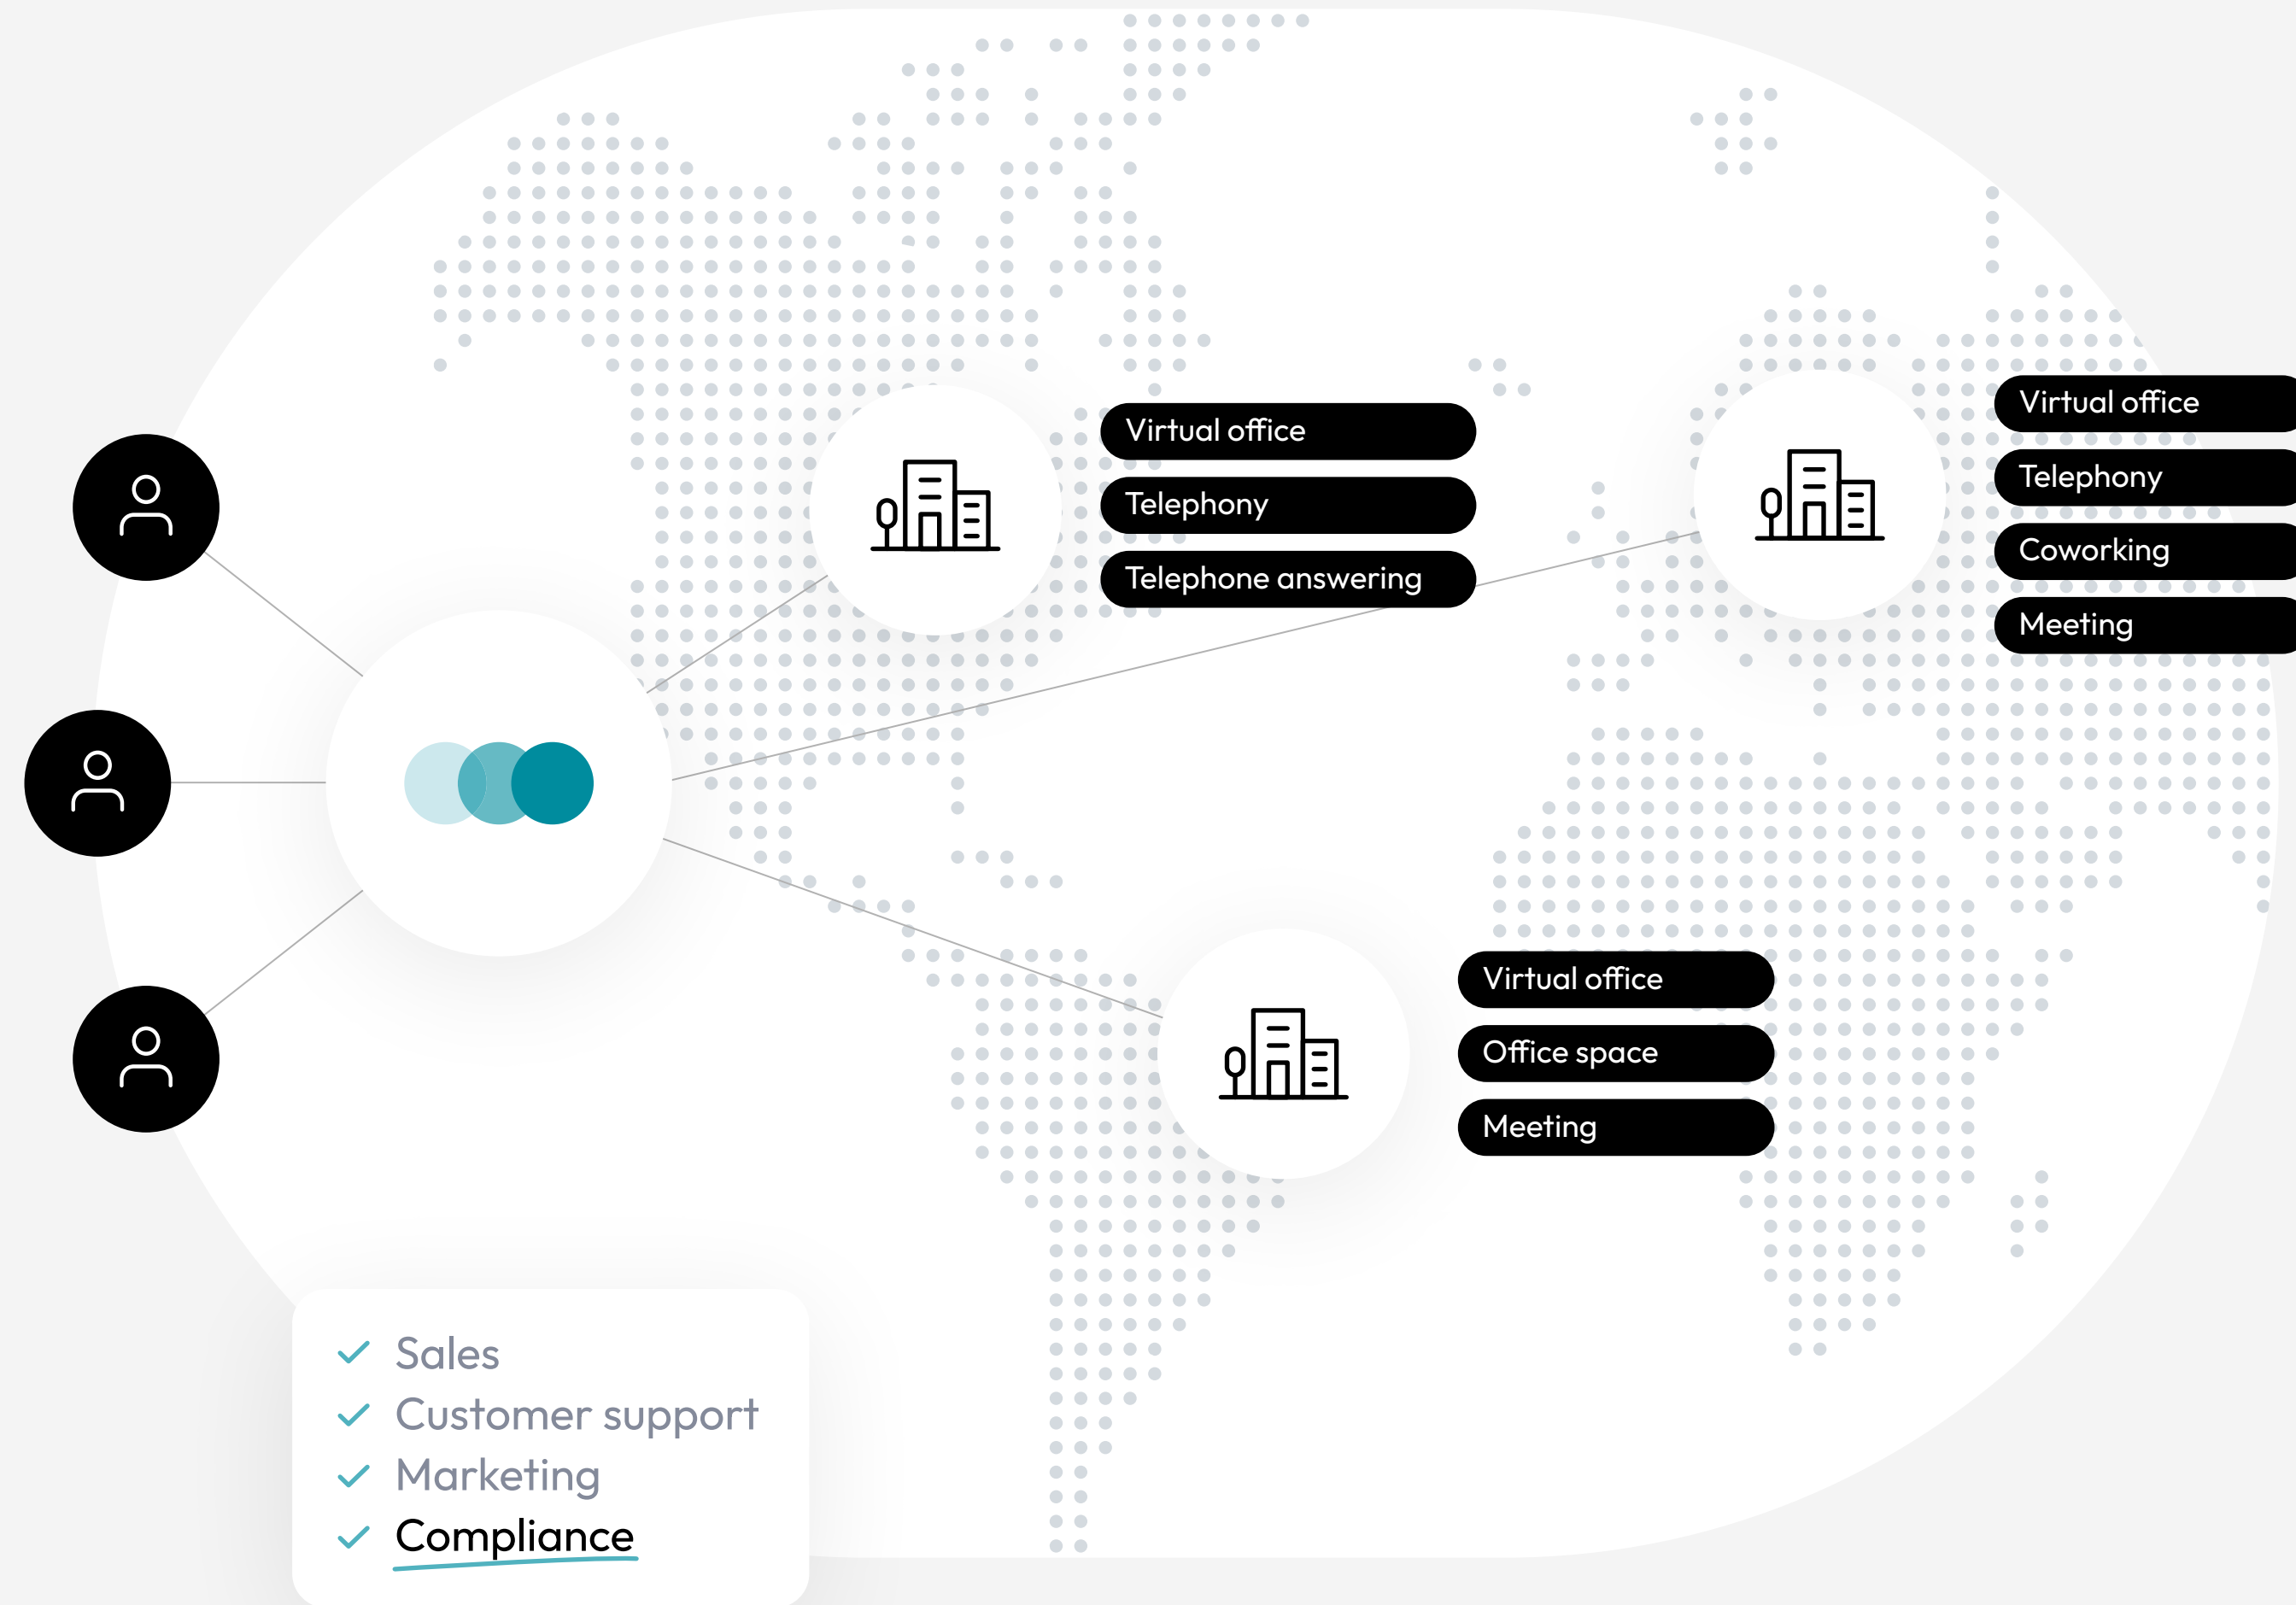 Virtual office
Telephony
Telephone answering
Virtual office
Telephony
Coworking
Meeting
Virtual office
Office space
Meeting
Sales
Customer support
Marketing
Compliance